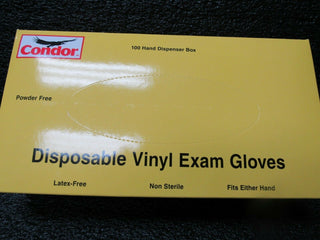 Condor
100 Hand Dispenser Box
Powder Free
Disposable Vinyl Exam Gloves
Latex-Free Non Sterile Fits Either Hand